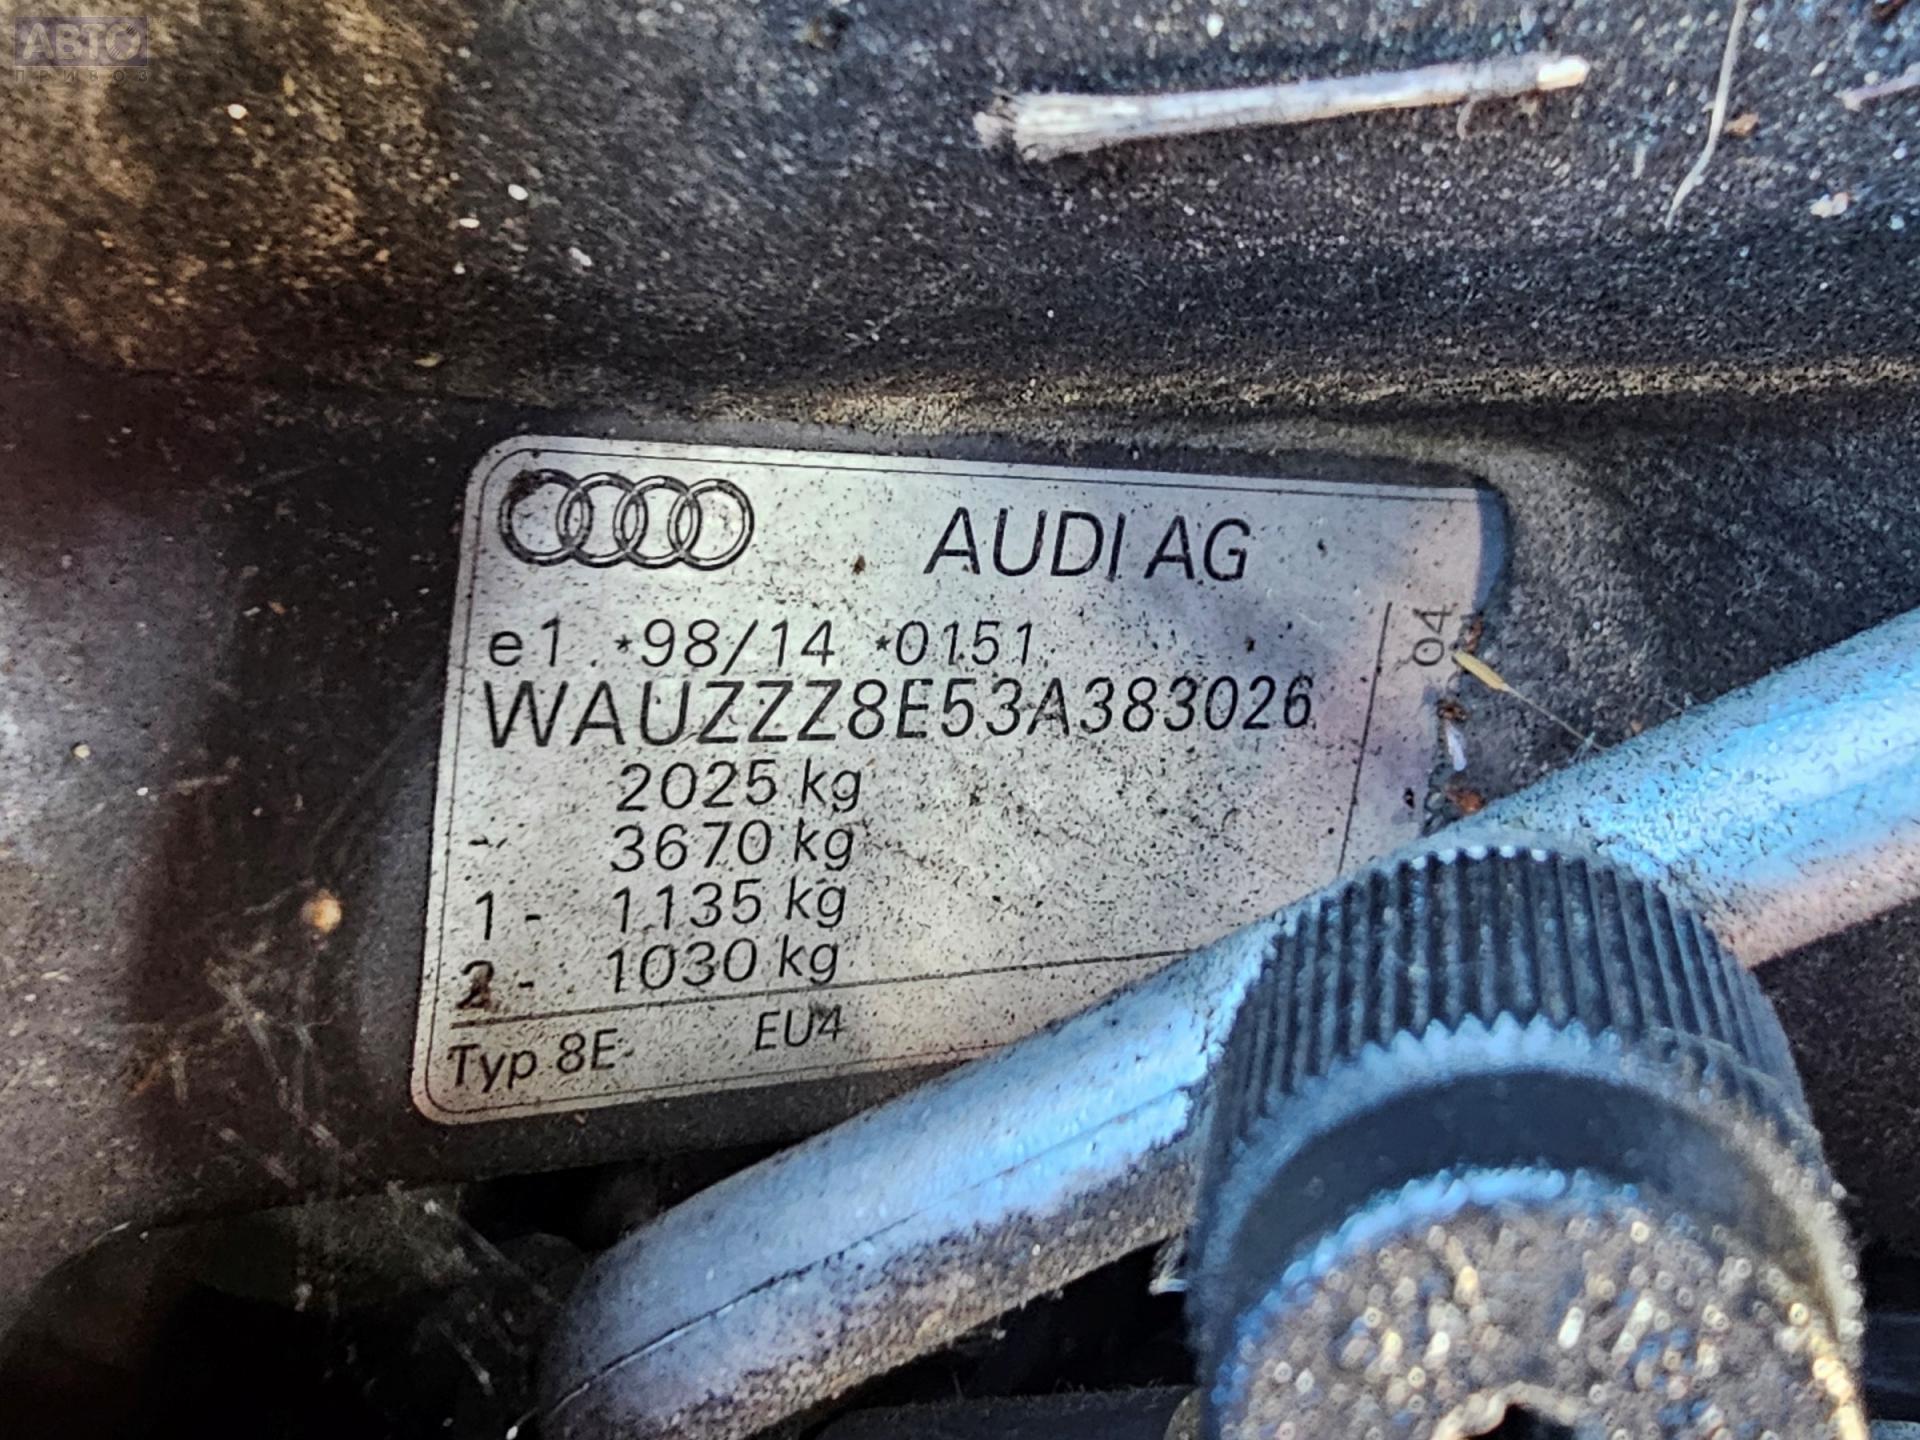 АВТО
ПРИВОЗ
AUDI AG
e1 *98/14 *0151
04
WAUZZZ8E53A383026
2025 kg
- 3670 kg
1 - 1135 kg
2 - 1030 kg
Typ 8E EU4